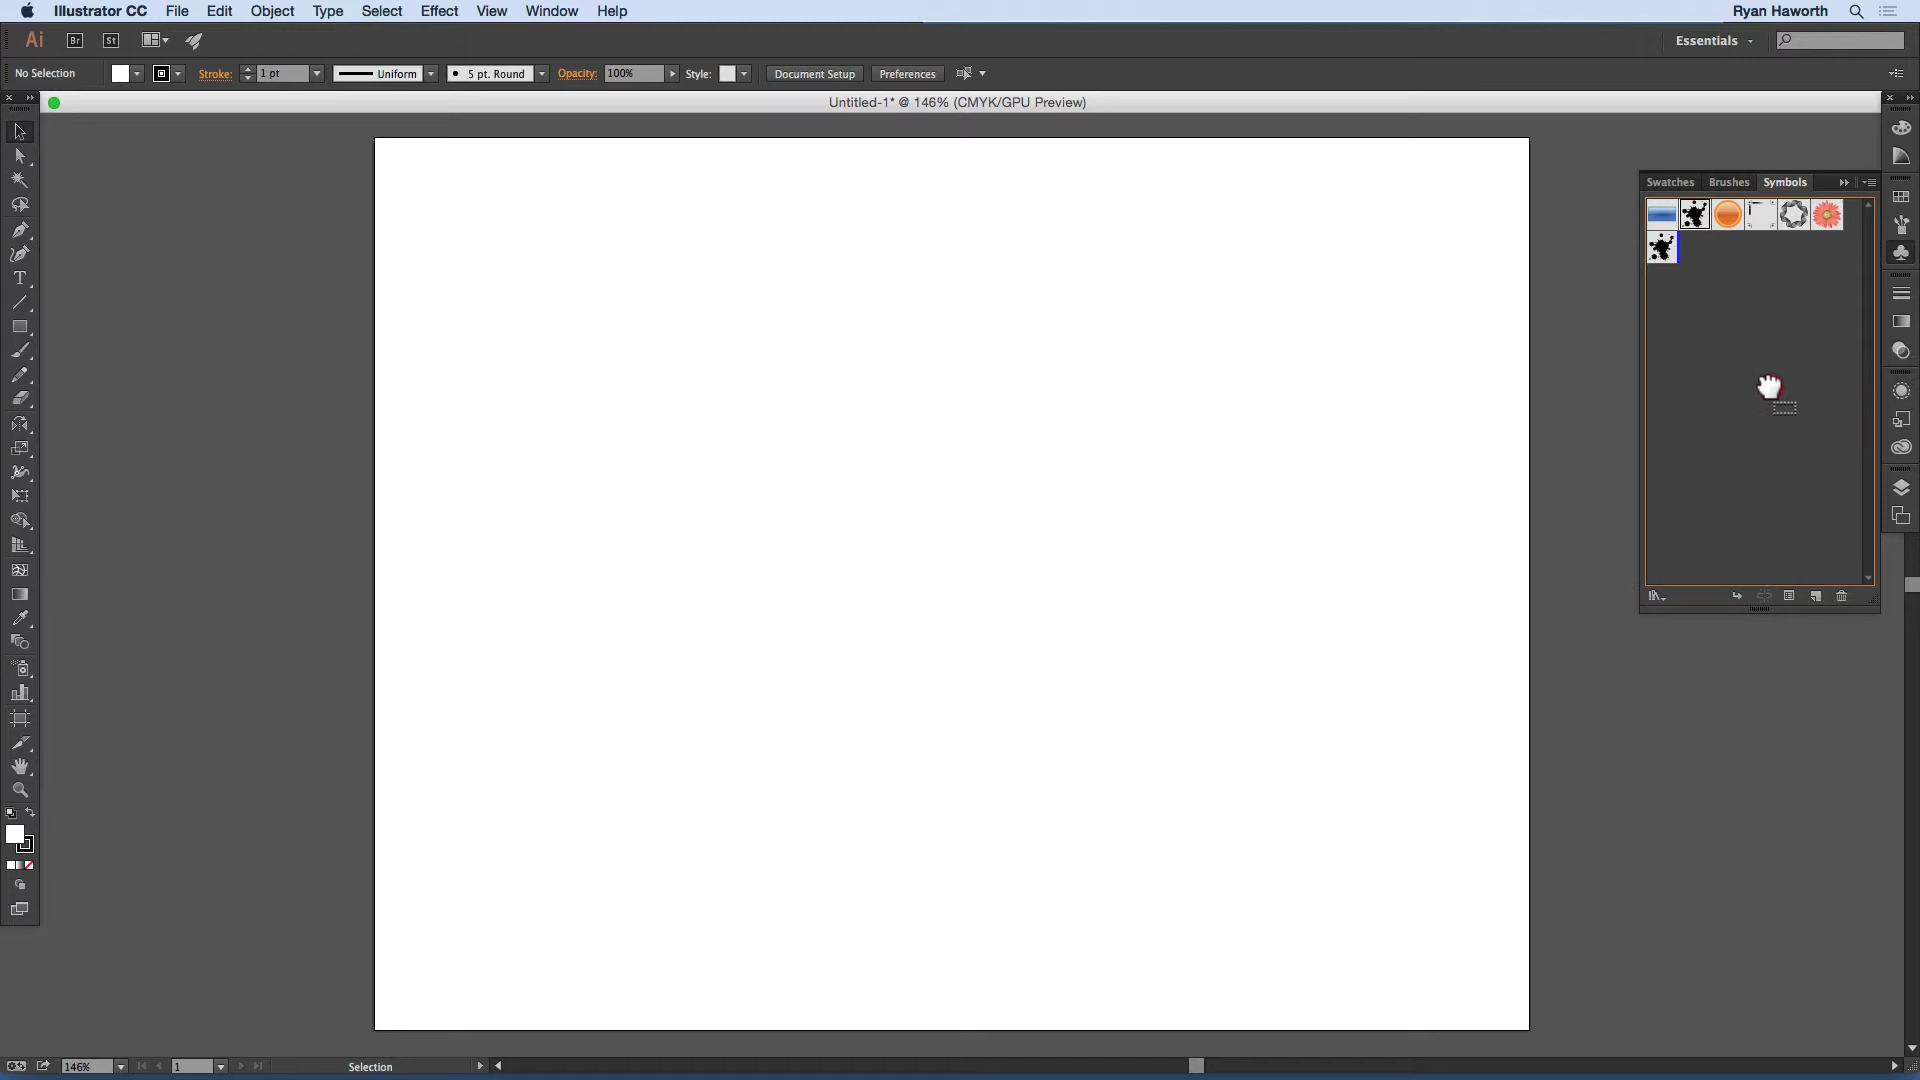 Illustrator CC File Edit Object Type Select Effect View Window Help Ryan Haworth
Ai Br St Essentials
No Selection Stroke: 1 pt Uniform 5 pt. Round Opacity: 100% Style: Document Setup Preferences
Untitled-1* @ 146% (CMYK/GPU Preview)
Swatches Brushes Symbols
T
146% 1 Selection